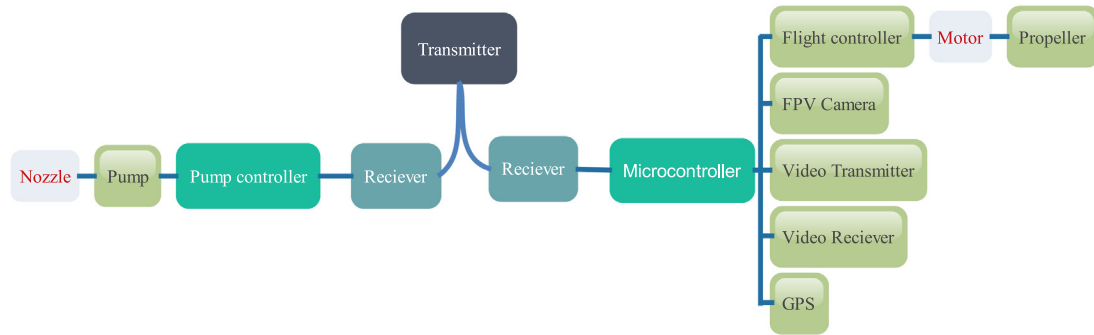 Transmitter
Flight controller
Motor
Propeller
FPV Camera
Nozzle
Pump
Pump controller
Reciever
Reciever
Microcontroller
Video Transmitter
Video Reciever
GPS